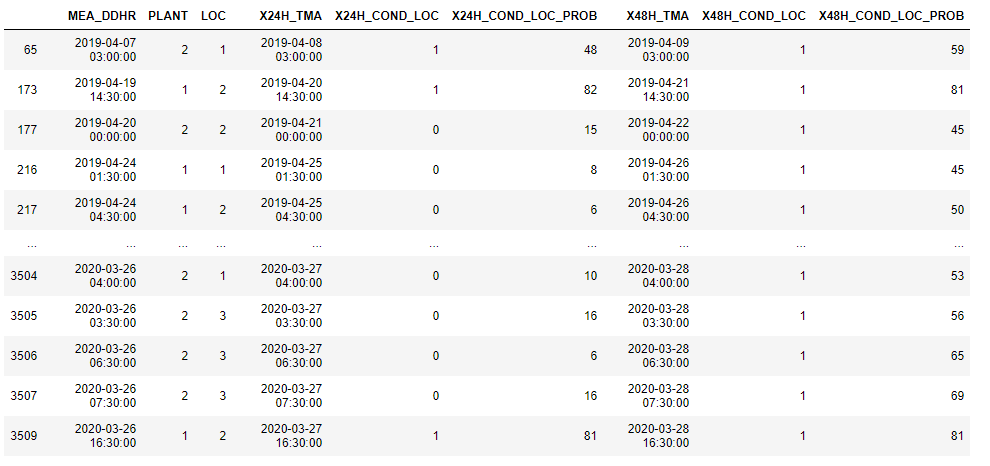 MEA_DDHR PLANT LOC X24H_TMA X24H_COND_LOC X24H_COND_LOC_PROB X48H_TMA X48H_COND_LOC X48H_COND_LOC_PROB
65 2019-04-07 03:00:00 2 1 2019-04-08 03:00:00 1 48 2019-04-09 03:00:00 1 59
173 2019-04-19 14:30:00 1 2 2019-04-20 14:30:00 1 82 2019-04-21 14:30:00 1 81
177 2019-04-20 00:00:00 2 2 2019-04-21 00:00:00 0 15 2019-04-22 00:00:00 1 45
216 2019-04-24 01:30:00 1 1 2019-04-25 01:30:00 0 8 2019-04-26 01:30:00 1 45
217 2019-04-24 04:30:00 1 2 2019-04-25 04:30:00 0 6 2019-04-26 04:30:00 1 50
... ... ... ... ... ... ... ... ... ...
3504 2020-03-26 04:00:00 2 1 2020-03-27 04:00:00 0 10 2020-03-28 04:00:00 1 53
3505 2020-03-26 03:30:00 2 3 2020-03-27 03:30:00 0 16 2020-03-28 03:30:00 1 56
3506 2020-03-26 06:30:00 2 3 2020-03-27 06:30:00 0 6 2020-03-28 06:30:00 1 65
3507 2020-03-26 07:30:00 2 3 2020-03-27 07:30:00 0 16 2020-03-28 07:30:00 1 69
3509 2020-03-26 16:30:00 1 2 2020-03-27 16:30:00 1 81 2020-03-28 16:30:00 1 81